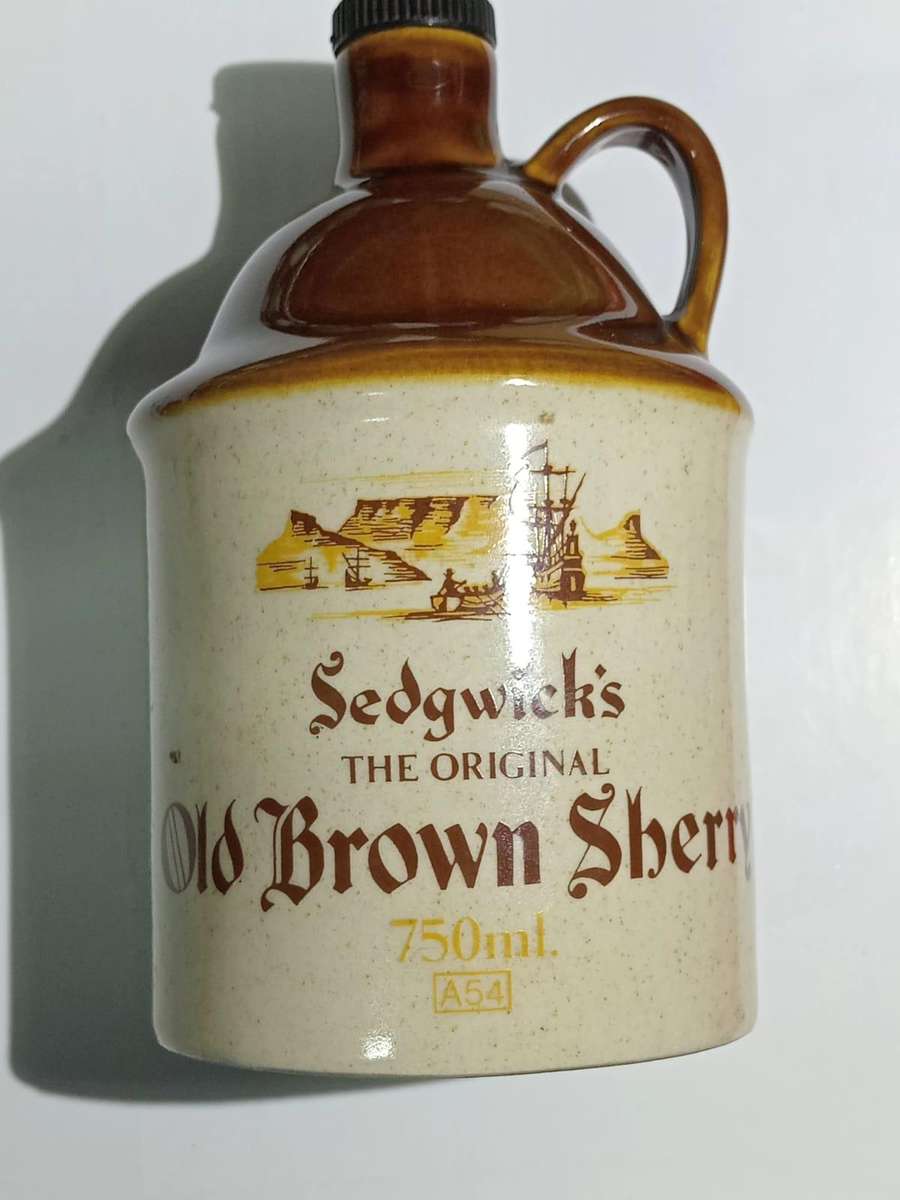 Sedgwick's
THE ORIGINAL
Old Brown Sherry
750ml.
A54